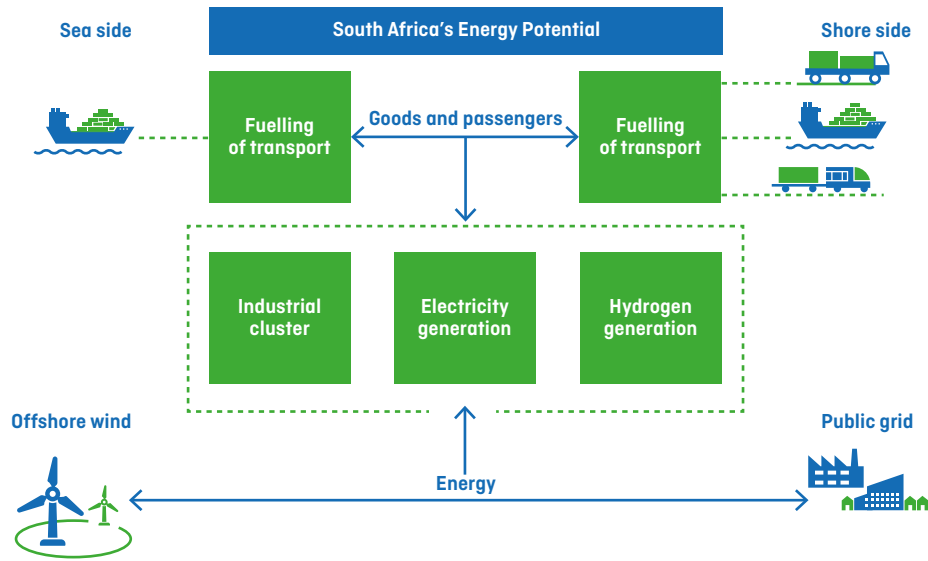 Sea side
South Africa's Energy Potential
Shore side
Fuelling
of transport
Goods and passengers
Fuelling
of transport
Industrial
cluster
Electricity
generation
Hydrogen
generation
Offshore wind
Public grid
Energy